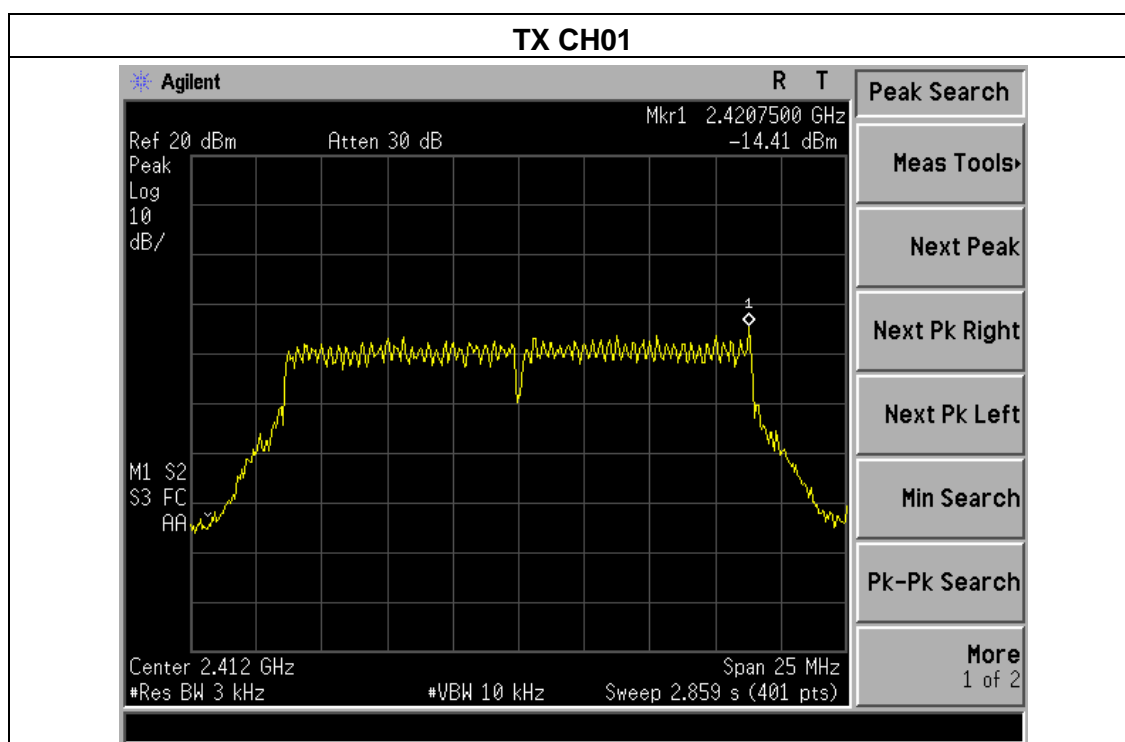 TX CH01
Agilent
R T
Peak Search
Mkr1 2.4207500 GHz
Ref 20 dBm Atten 30 dB -14.41 dBm
Peak
Log
10
dB/
1
M1 S2
S3 FC
AA
Center 2.412 GHz Span 25 MHz
#Res BW 3 kHz #VBW 10 kHz Sweep 2.859 s (401 pts)
Meas Tools
Next Peak
Next Pk Right
Next Pk Left
Min Search
Pk-Pk Search
More
1 of 2